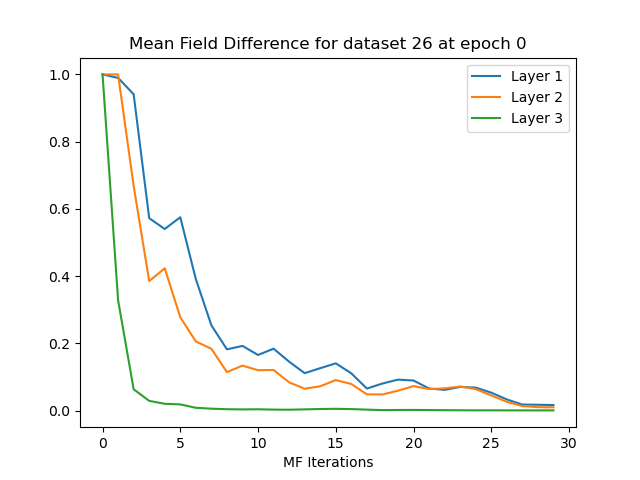 Mean Field Difference for dataset 26 at epoch 0
Layer 1
Layer 2
Layer 3
1.0
0.8
0.6
0.4
0.2
0.0
0 5 10 15 20 25 30
MF Iterations